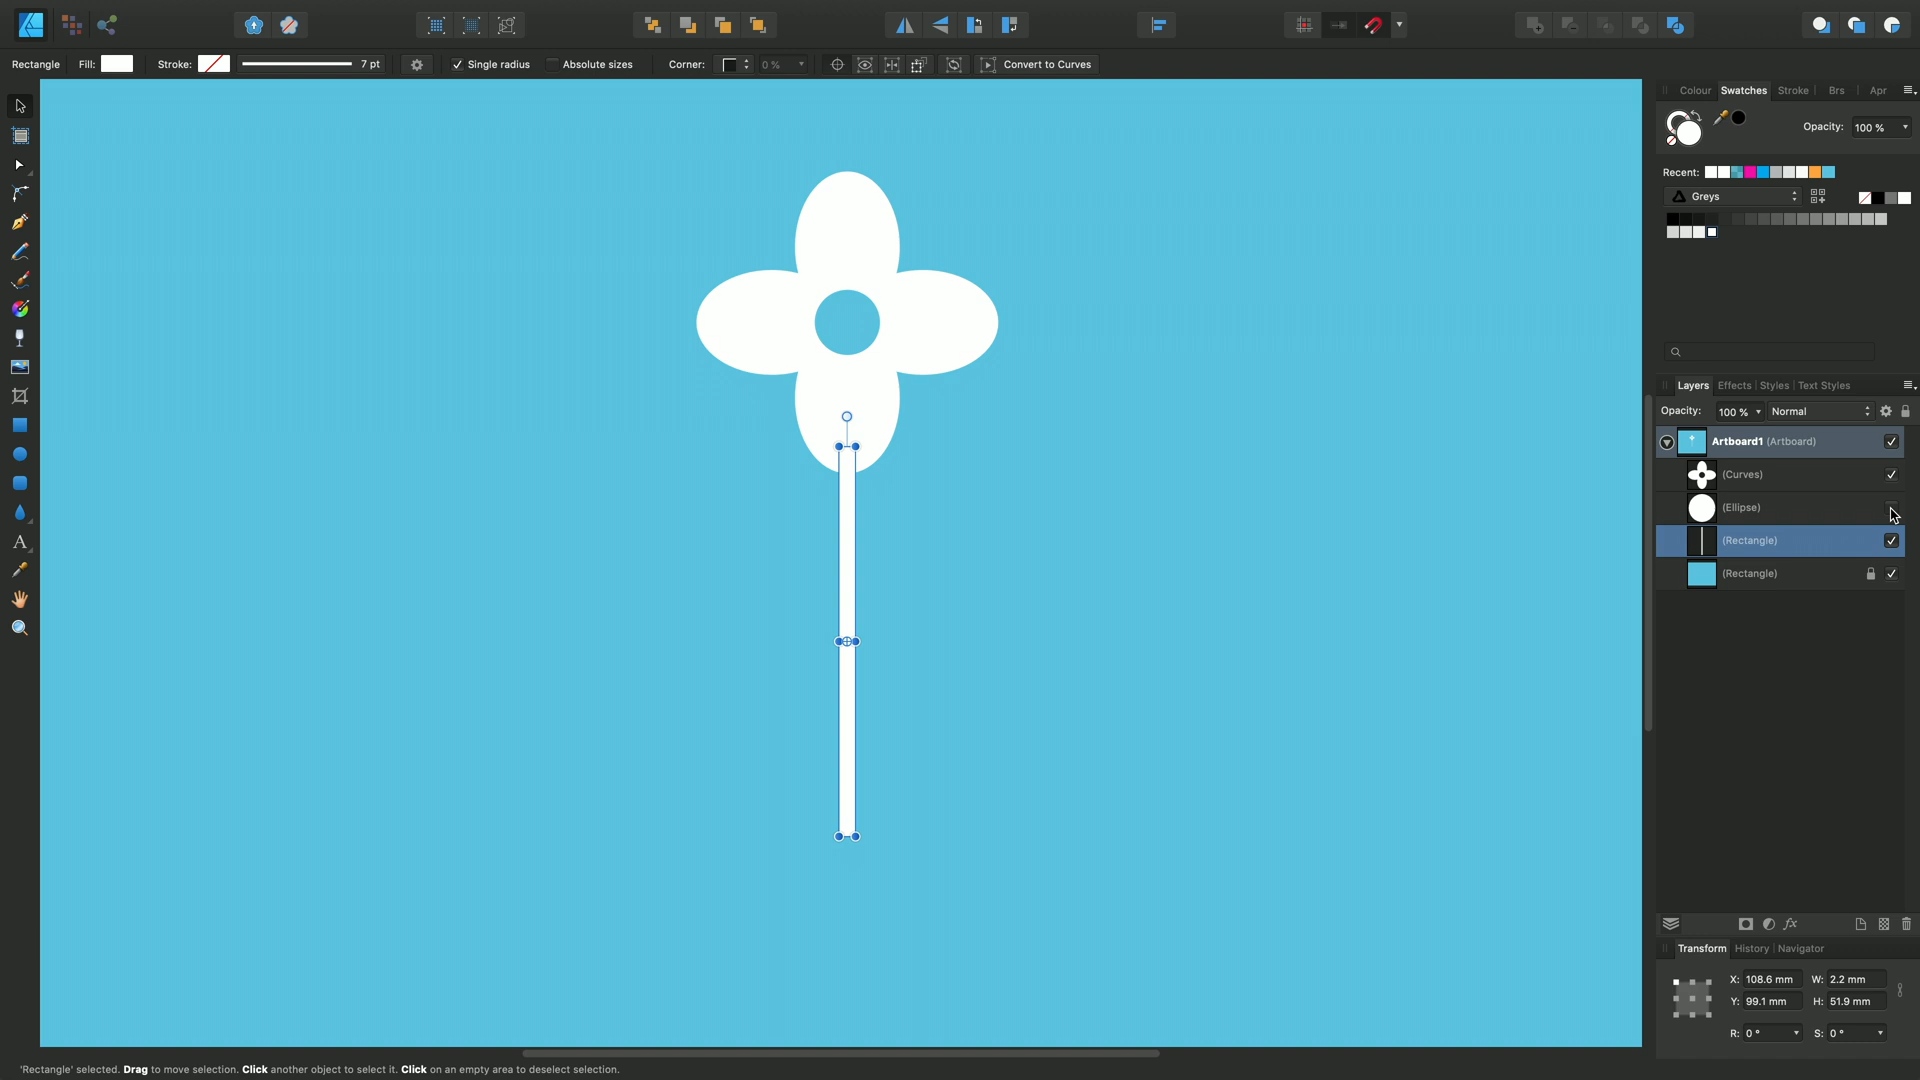 Rectangle Fill: Stroke: 7 pt Single radius Absolute sizes Corner: 0 % Convert to Curves
Colour Swatches Stroke Brs Apr
Opacity: 100 %
Recent:
Greys
Layers Effects Styles Text Styles
Opacity: 100 % Normal
Artboard1 (Artboard)
(Curves)
(Ellipse)
(Rectangle)
(Rectangle)
A
fx
Transform History Navigator
X: 108.6 mm W: 2.2 mm
Y: 99.1 mm H: 51.9 mm
R: 0 ° S: 0 °
'Rectangle' selected. Drag to move selection. Click another object to select it. Click on an empty area to deselect selection.